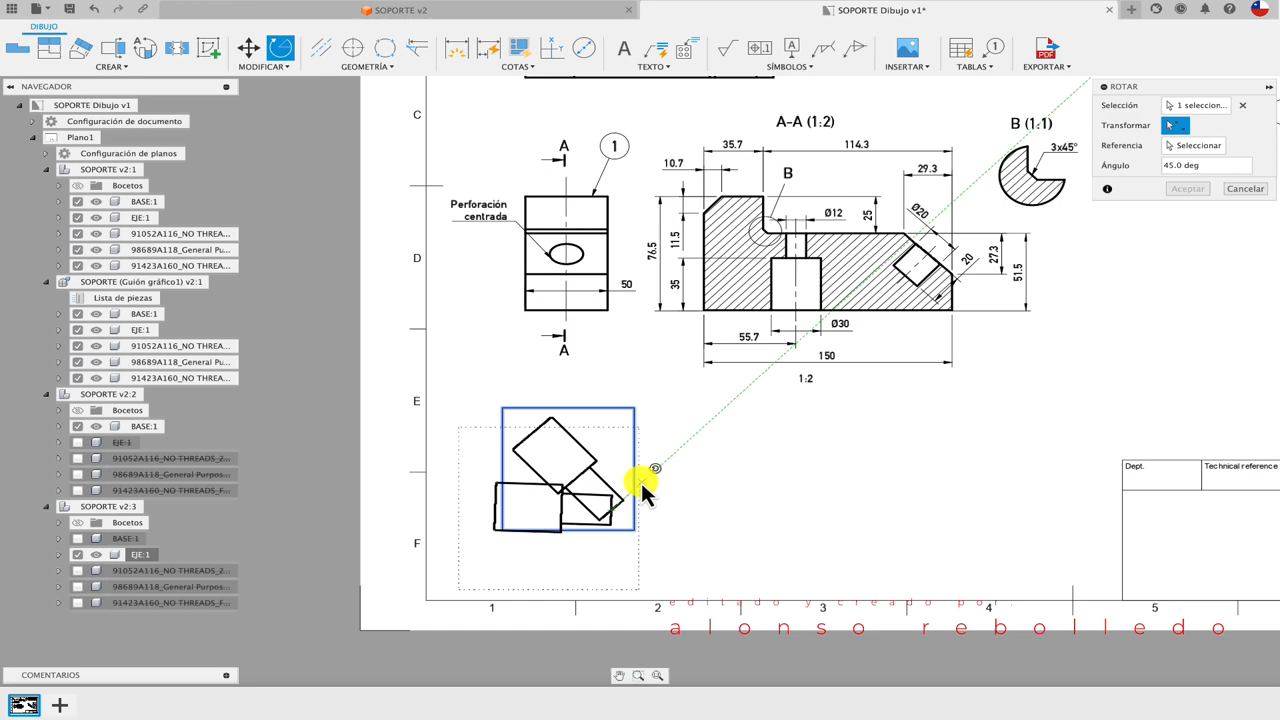 SOPORTE v2
SOPORTE Dibujo v1*
DIBUJO
CREAR
MODIFICAR
GEOMETRÍA
COTAS
TEXTO
SÍMBOLOS
INSERTAR
TABLAS
EXPORTAR
NAVEGADOR
SOPORTE Dibujo v1
Configuración de documento
Plano1
Configuración de planos
SOPORTE v2:1
Bocetos
BASE:1
EJE:1
91052A116_NO THREA...
98689A118_General Pu...
91423A160_NO THREA...
SOPORTE (Guión gráfico1) v2:1
Lista de piezas
BASE:1
EJE:1
91052A116_NO THREA...
98689A118_General Pu...
91423A160_NO THREA...
SOPORTE v2:2
Bocetos
BASE:1
EJE:1
91052A116_NO THREADS_2...
98689A118_General Purpos...
91423A160_NO THREADS_F...
SOPORTE v2:3
Bocetos
BASE:1
EJE:1
91052A116_NO THREADS_2...
98689A118_General Purpos...
91423A160_NO THREADS_F...
COMENTARIOS
ROTAR
Selección
1 seleccion...
Transformar
Referencia
Seleccionar
Ángulo
45.0 deg
Aceptar
Cancelar
C
D
E
F
A
1
Perforación
centrada
50
A
A-A (1:2)
35.7
114.3
10.7
29.3
B
Ø12
25
Ø20
76.5
11.5
35
20
27.3
51.5
Ø30
55.7
150
1:2
B (1:1)
3x45°
Dept.
Technical reference
1
2
3
4
5
editado y creado por:
alonso rebolledo